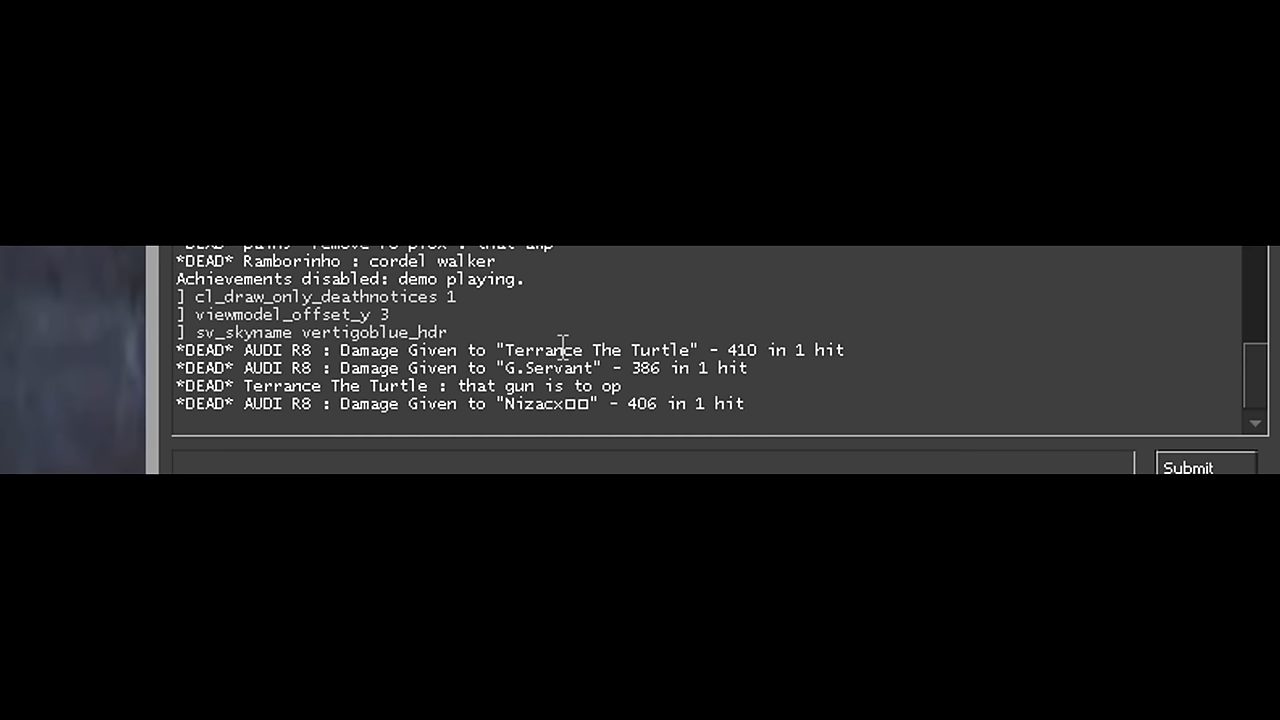 *DEAD* Ramborinho : cordel walker
Achievements disabled: demo playing.
] cl_draw_only_deathnotices 1
] viewmodel_offset_y 3
] sv_skyname vertigoblue_hdr
*DEAD* AUDI R8 : Damage Given to "Terrance The Turtle" - 410 in 1 hit
*DEAD* AUDI R8 : Damage Given to "G.Servant" - 386 in 1 hit
*DEAD* Terrance The Turtle : that gun is to op
*DEAD* AUDI R8 : Damage Given to "Nizacx□□" - 406 in 1 hit
Submit